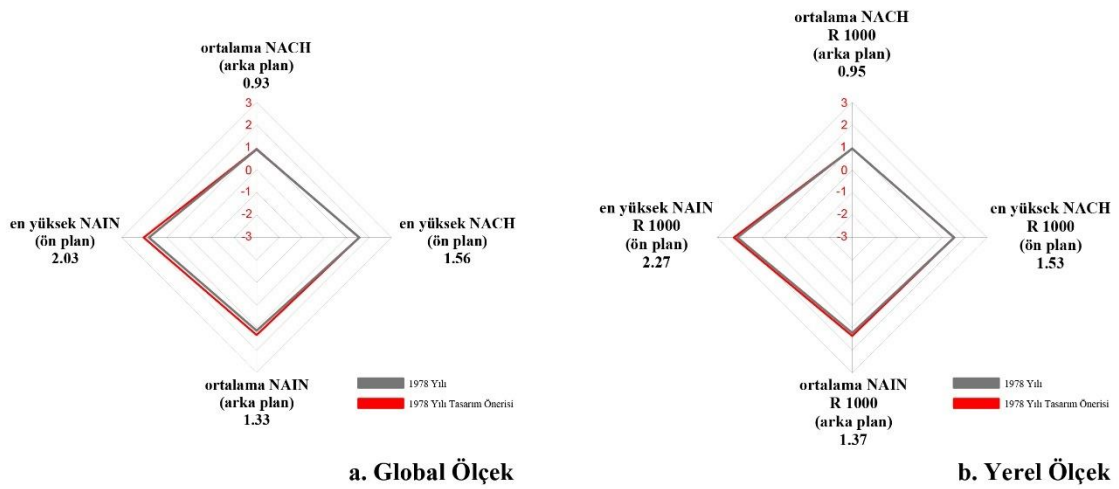 ortalama NACH
(arka plan)
0.93
3
2
1
0
-1
-2
-3
en yüksek NAIN
(ön plan)
2.03
en yüksek NACH
(ön plan)
1.56
ortalama NAIN
(arka plan)
1.33
1978 Yılı
1978 Yılı Tasarım Önerisi
a. Global Ölçek
ortalama NACH
R 1000
(arka plan)
0.95
3
2
1
0
-1
-2
-3
en yüksek NAIN
R 1000
(ön plan)
2.27
en yüksek NACH
R 1000
(ön plan)
1.53
ortalama NAIN
R 1000
(arka plan)
1.37
1978 Yılı
1978 Yılı Tasarım Önerisi
b. Yerel Ölçek